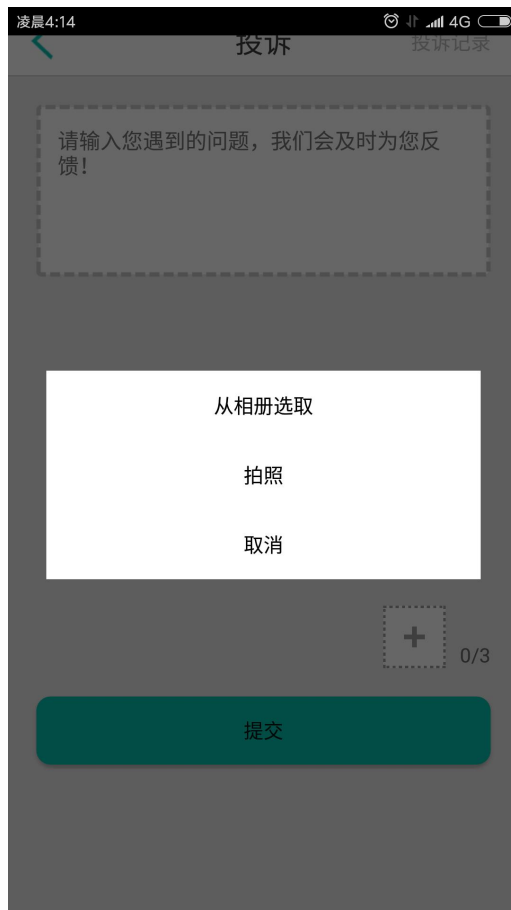 凌晨4:14
4G
投诉
投诉记录
请输入您遇到的问题，我们会及时为您反
馈！
从相册选取
拍照
取消
+
0/3
提交